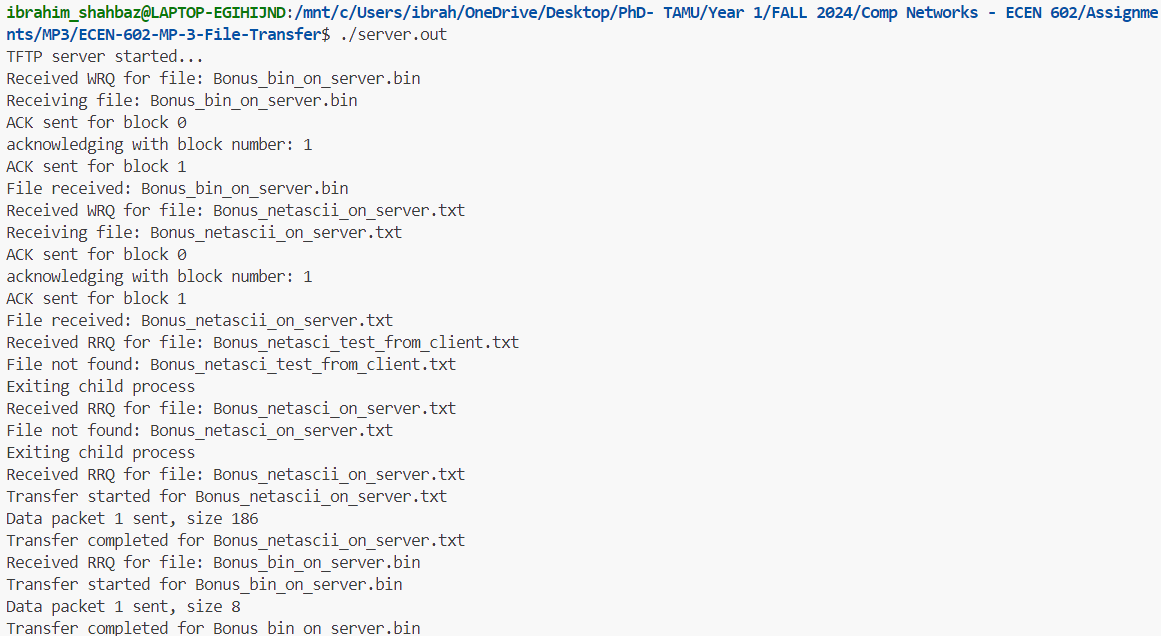 ibrahim_shahbaz@LAPTOP-EGIHIJND:/mnt/c/Users/ibrah/OneDrive/Desktop/PhD- TAMU/Year 1/FALL 2024/Comp Networks - ECEN 602/Assignme
nts/MP3/ECEN-602-MP-3-File-Transfer$ ./server.out
TFTP server started...
Received WRQ for file: Bonus_bin_on_server.bin
Receiving file: Bonus_bin_on_server.bin
ACK sent for block 0
acknowledging with block number: 1
ACK sent for block 1
File received: Bonus_bin_on_server.bin
Received WRQ for file: Bonus_netascii_on_server.txt
Receiving file: Bonus_netascii_on_server.txt
ACK sent for block 0
acknowledging with block number: 1
ACK sent for block 1
File received: Bonus_netascii_on_server.txt
Received RRQ for file: Bonus_netasci_test_from_client.txt
File not found: Bonus_netasci_test_from_client.txt
Exiting child process
Received RRQ for file: Bonus_netasci_on_server.txt
File not found: Bonus_netasci_on_server.txt
Exiting child process
Received RRQ for file: Bonus_netascii_on_server.txt
Transfer started for Bonus_netascii_on_server.txt
Data packet 1 sent, size 186
Transfer completed for Bonus_netascii_on_server.txt
Received RRQ for file: Bonus_bin_on_server.bin
Transfer started for Bonus_bin_on_server.bin
Data packet 1 sent, size 8
Transfer completed for Bonus_bin_on_server.bin